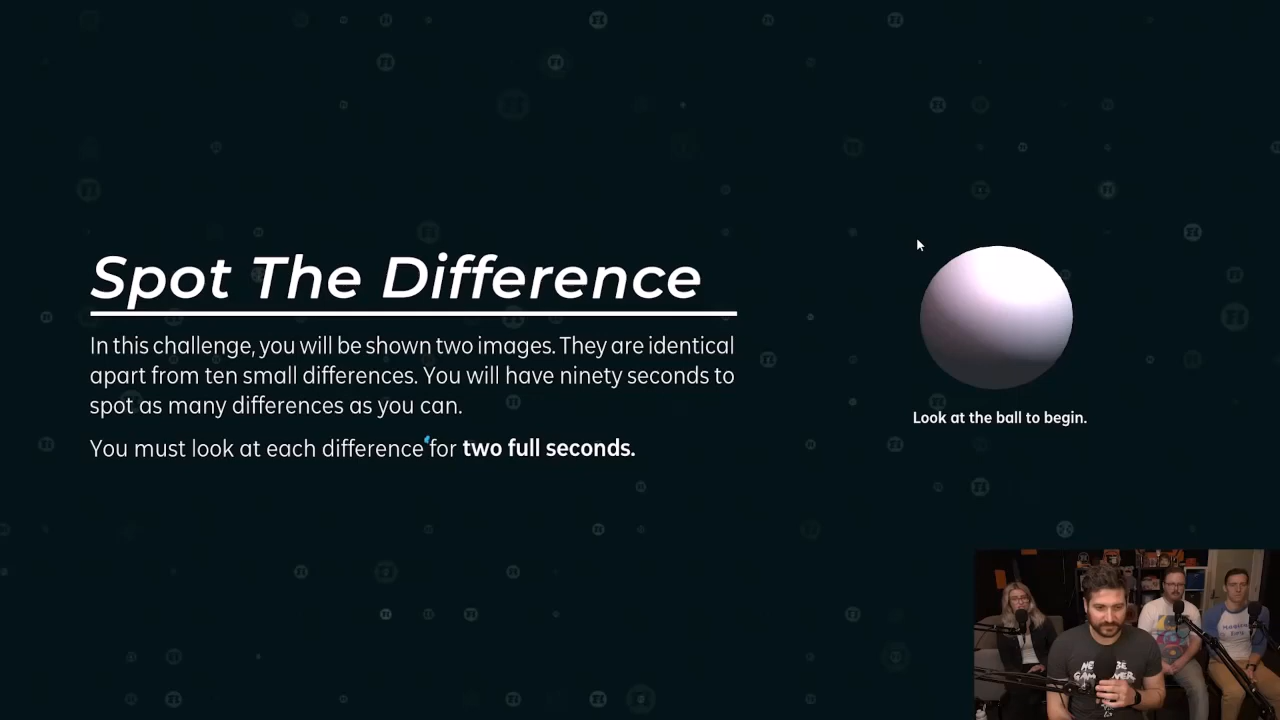 Spot The Difference
In this challenge, you will be shown two images. They are identical
apart from ten small differences. You will have ninety seconds to
spot as many differences as you can.
You must look at each difference for two full seconds.
Look at the ball to begin.